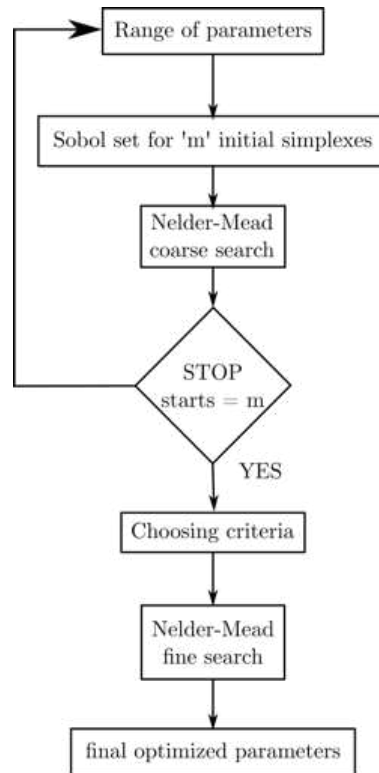 Range of parameters
Sobol set for 'm' initial simplexes
Nelder-Mead
coarse search
STOP
starts = m
YES
Choosing criteria
Nelder-Mead
fine search
final optimized parameters